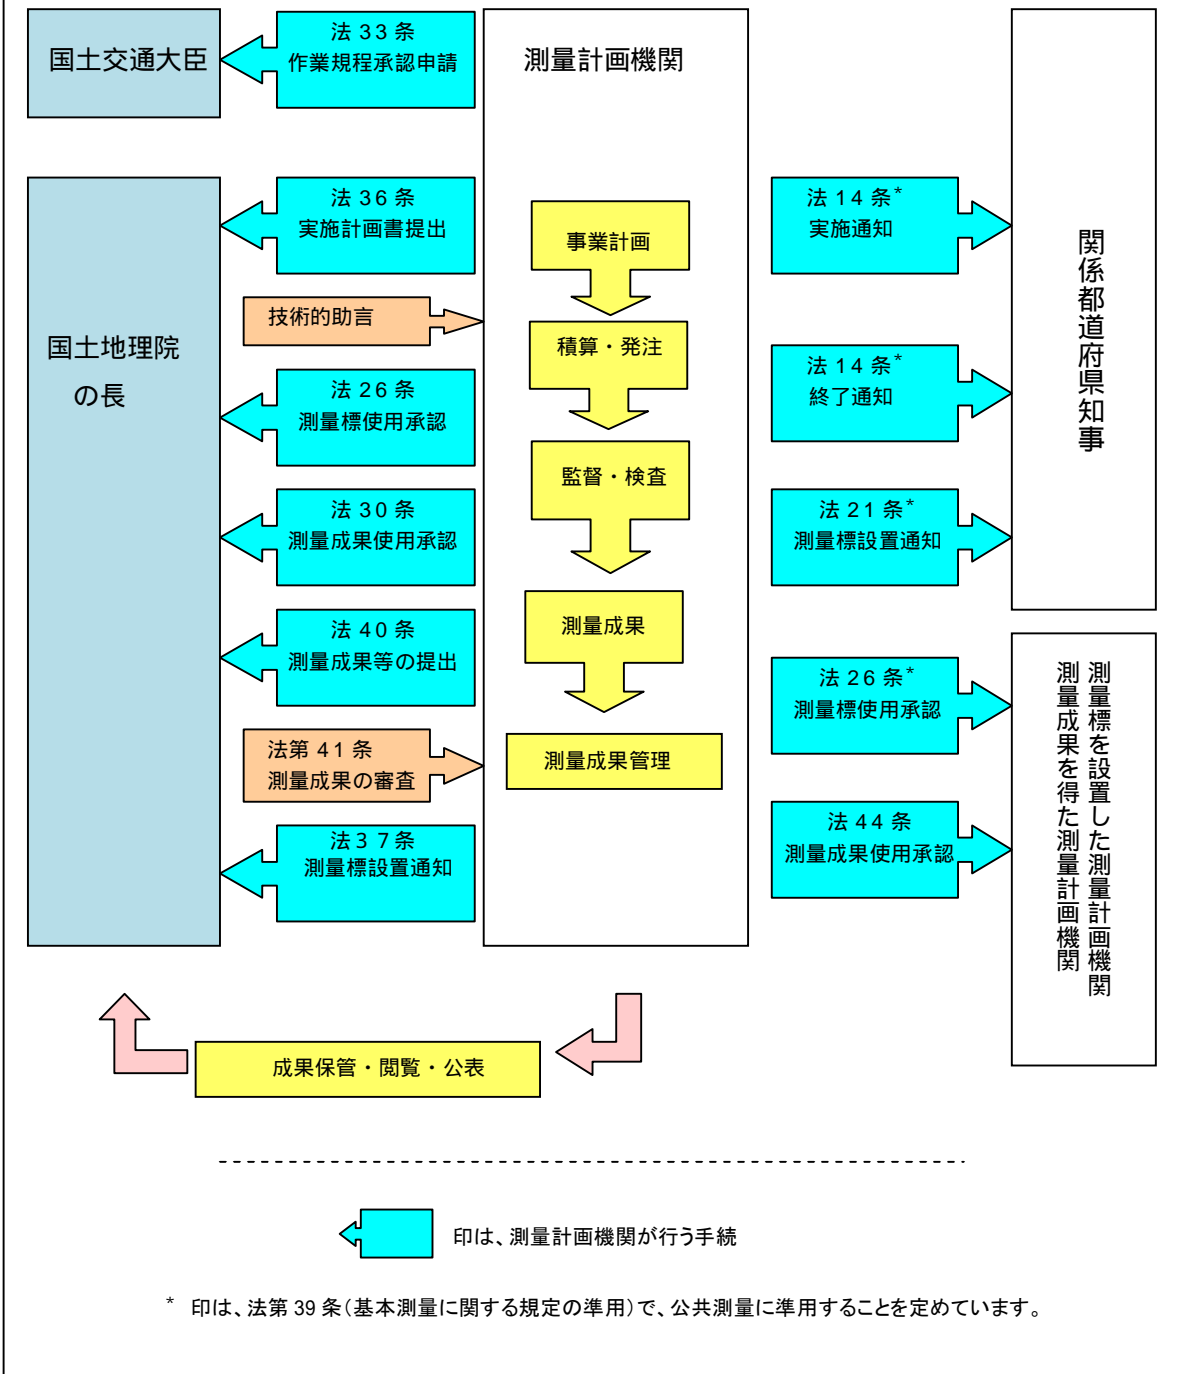 国土交通大臣
法 33 条
作業規程承認申請
測量計画機関
国土地理院
の長
法 36 条
実施計画書提出
技術的助言
法 26 条
測量標使用承認
法 30 条
測量成果使用承認
法 40 条
測量成果等の提出
法第 41 条
測量成果の審査
法3 7条
測量標設置通知
事業計画
積算・発注
監督・検査
測量成果
測量成果管理
法 14 条*
実施通知
法 14 条*
終了通知
法 21 条*
測量標設置通知
関係都道府県知事
法 26 条*
測量標使用承認
法 44 条
測量成果使用承認
測量標を設置した測量計画機関
測量成果を得た測量計画機関
成果保管・閲覧・公表
印は、測量計画機関が行う手続
* 印は、法第 39 条(基本測量に関する規定の準用)で、公共測量に準用することを定めています。